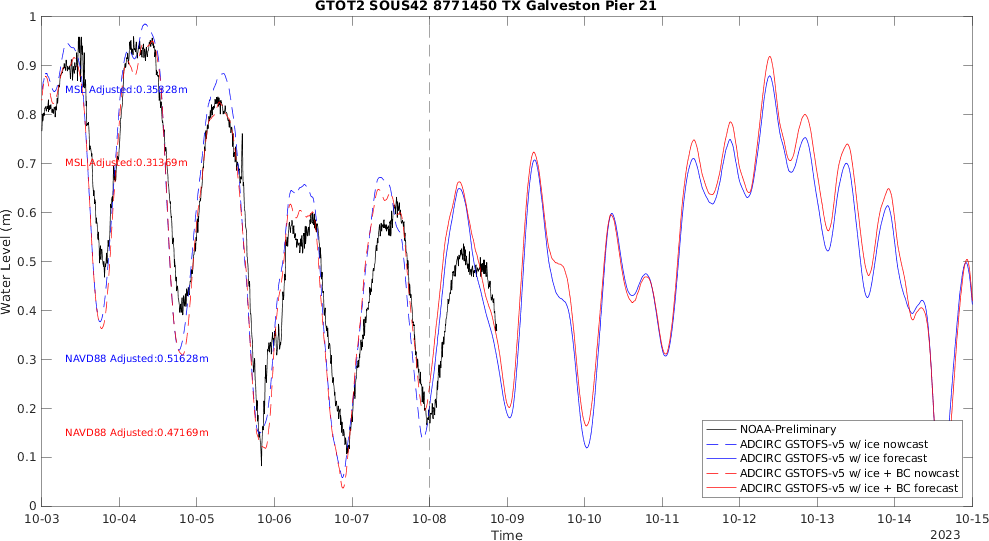 GTOT2 SOUS42 8771450 TX Galveston Pier 21
1
0.9
0.8
0.7
0.6
0.5
0.4
0.3
0.2
0.1
0
Water Level (m)
MSL Adjusted:0.35828m
MSL Adjusted:0.31369m
NAVD88 Adjusted:0.51628m
NAVD88 Adjusted:0.47169m
NOAA-Preliminary
ADCIRC GSTOFS-v5 w/ ice nowcast
ADCIRC GSTOFS-v5 w/ ice forecast
ADCIRC GSTOFS-v5 w/ ice + BC nowcast
ADCIRC GSTOFS-v5 w/ ice + BC forecast
10-03 10-04 10-05 10-06 10-07 10-08 10-09 10-10 10-11 10-12 10-13 10-14 10-15
Time
2023